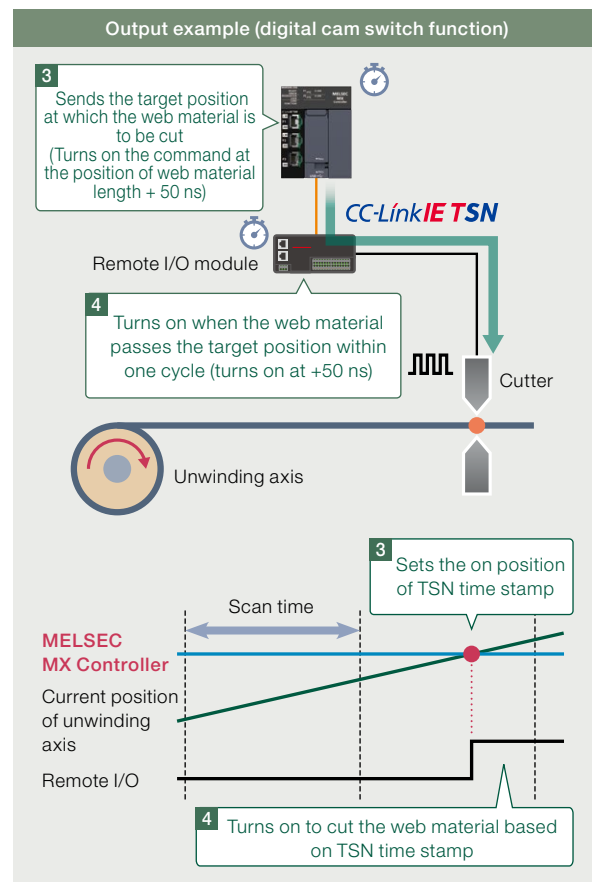 Output example (digital cam switch function)
3
Sends the target position
at which the web material is
to be cut
(Turns on the command at
the position of web material
length + 50 ns)
MELSEC
MX
Controller
CC-Link IE TSN
Remote I/O module
4
Turns on when the web material
passes the target position within
one cycle (turns on at +50 ns)
Cutter
Unwinding axis
3
Sets the on position
of TSN time stamp
Scan time
MELSEC
MX Controller
Current position
of unwinding
axis
Remote I/O
4
Turns on to cut the web material based
on TSN time stamp